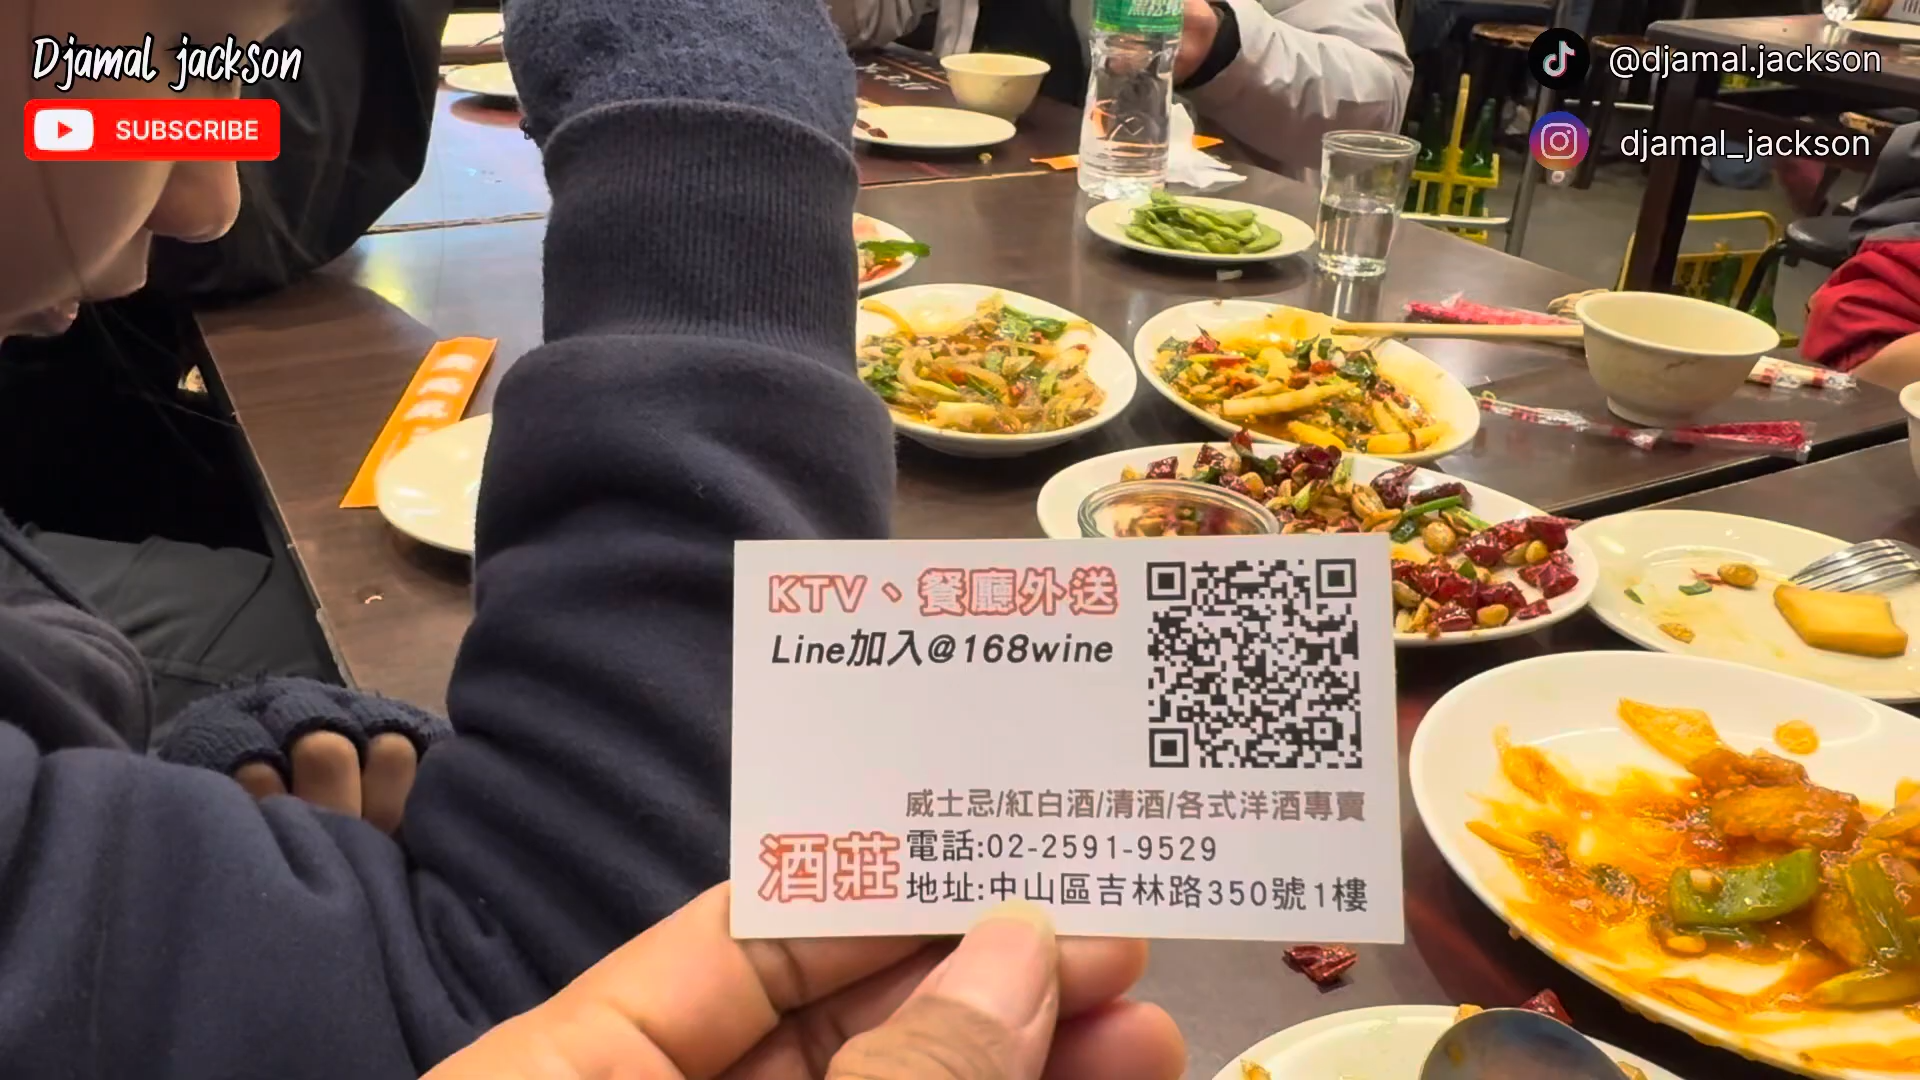 Djamal jackson
SUBSCRIBE
@djamal.jackson
djamal_jackson
KTV、餐廳外送
Line加入@168wine
威士忌/紅白酒/清酒/各式洋酒專賣
酒莊
電話:02-2591-9529
地址:中山區吉林路350號1樓